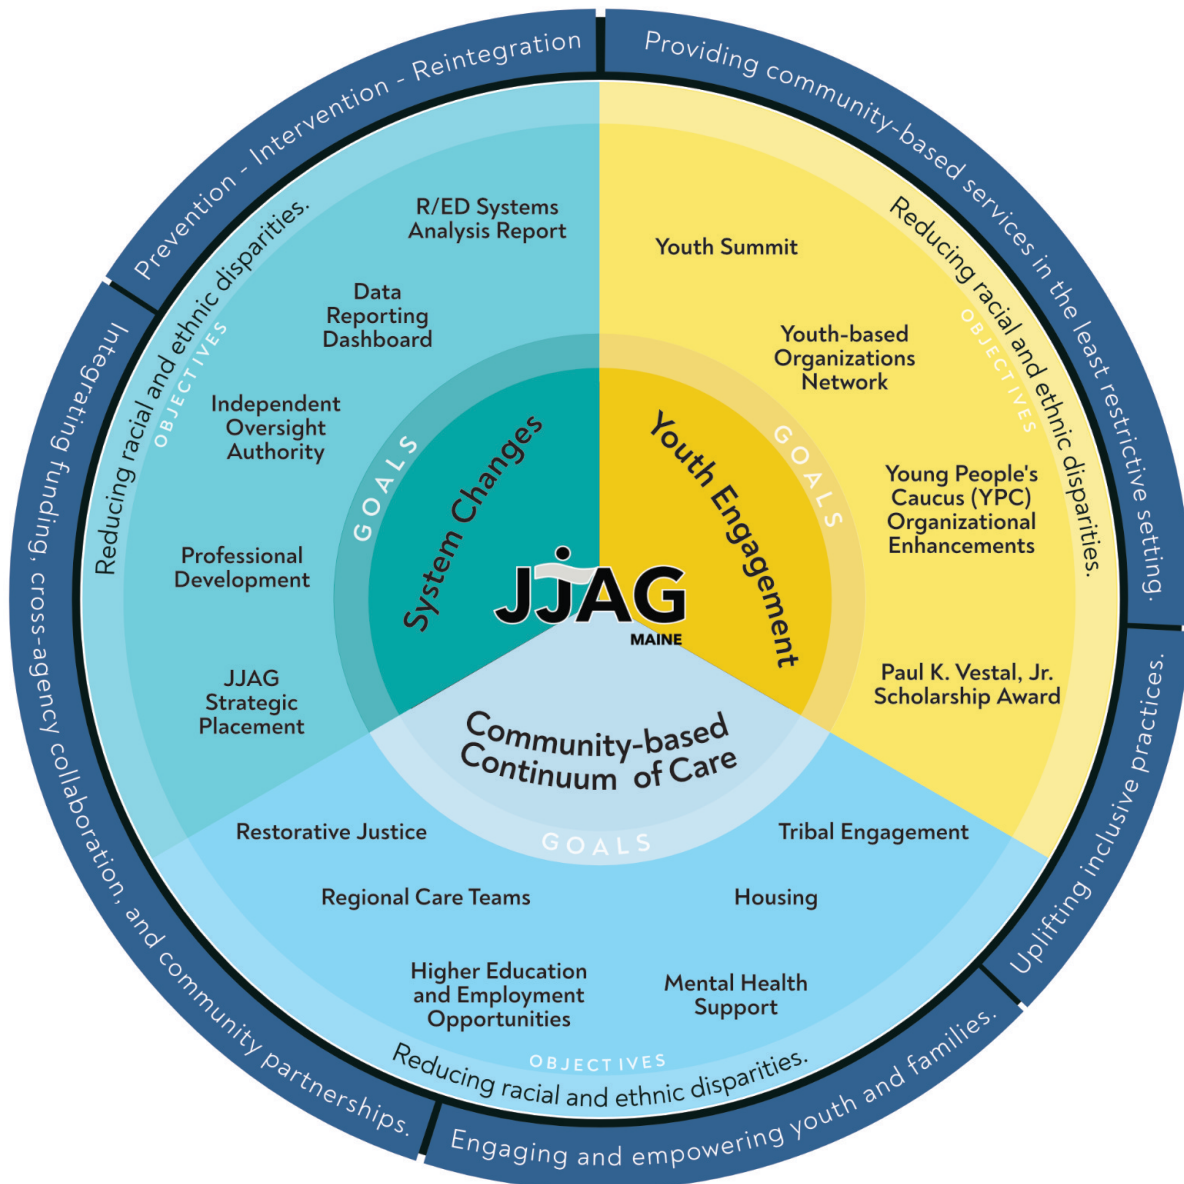 Prevention - Intervention - Reintegration
Providing community-based services in the least restrictive setting.
Uplifting inclusive practices.
Engaging and empowering youth and families.
Integrating funding, cross-agency collaboration, and community partnerships.
Reducing racial and ethnic disparities.
OBJECTIVES
R/ED Systems
Analysis Report
Data
Reporting
Dashboard
Independent
Oversight
Authority
Professional
Development
JJAG
Strategic
Placement
GOALS
System Changes
Reducing racial and ethnic disparities.
OBJECTIVES
Youth Summit
Youth-based
Organizations
Network
Young People's
Caucus (YPC)
Organizational
Enhancements
Paul K. Vestal, Jr.
Scholarship Award
GOALS
Youth Engagement
JJAG
MAINE
Community-based
Continuum of Care
GOALS
Restorative Justice
Tribal Engagement
Regional Care Teams
Housing
Higher Education
and Employment
Opportunities
Mental Health
Support
OBJECTIVES
Reducing racial and ethnic disparities.